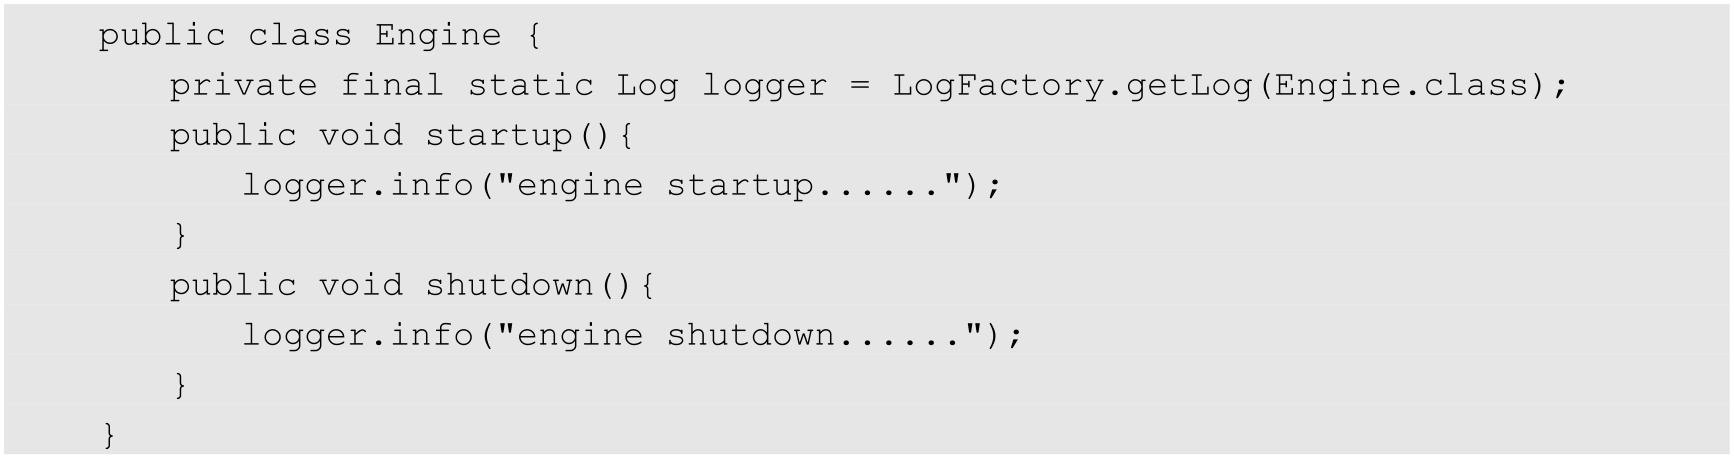 public class Engine {
private final static Log logger = LogFactory.getLog(Engine.class);
public void startup(){
logger.info("engine startup......");
}
public void shutdown(){
logger.info("engine shutdown......");
}
}